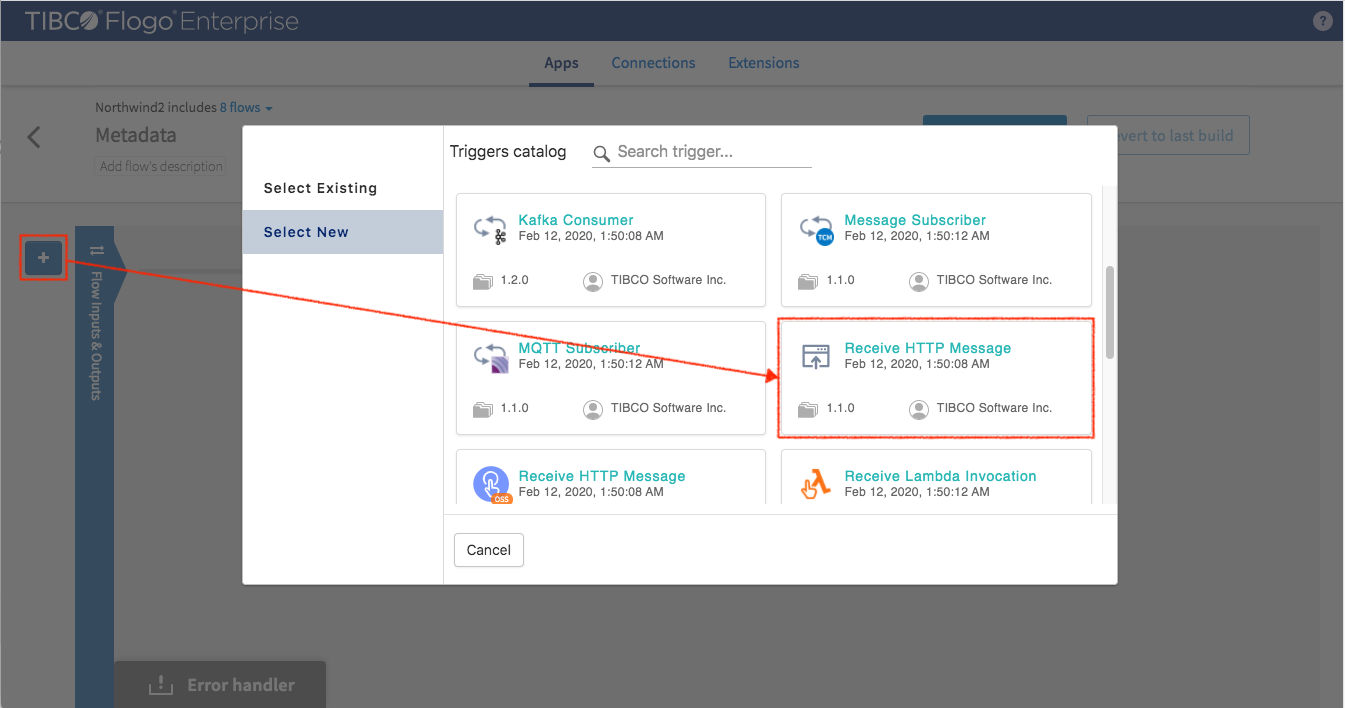 TIBCO® Flogo® Enterprise
?
Apps Connections Extensions
Northwind2 includes 8 flows
Metadata
Add flow's description
vert to last build
Triggers catalog Search trigger...
Select Existing
Select New
Kafka Consumer
Feb 12, 2020, 1:50:08 AM
1.2.0 TIBCO Software Inc.
Message Subscriber
Feb 12, 2020, 1:50:12 AM
TCM
1.1.0 TIBCO Software Inc.
MQTT Subscriber
Feb 12, 2020, 1:50:12 AM
1.1.0 TIBCO Software Inc.
Receive HTTP Message
Feb 12, 2020, 1:50:08 AM
1.1.0 TIBCO Software Inc.
Receive HTTP Message
Feb 12, 2020, 1:50:08 AM
OSS
Receive Lambda Invocation
Feb 12, 2020, 1:50:12 AM
Cancel
+
Flow Inputs & Outputs
Error handler